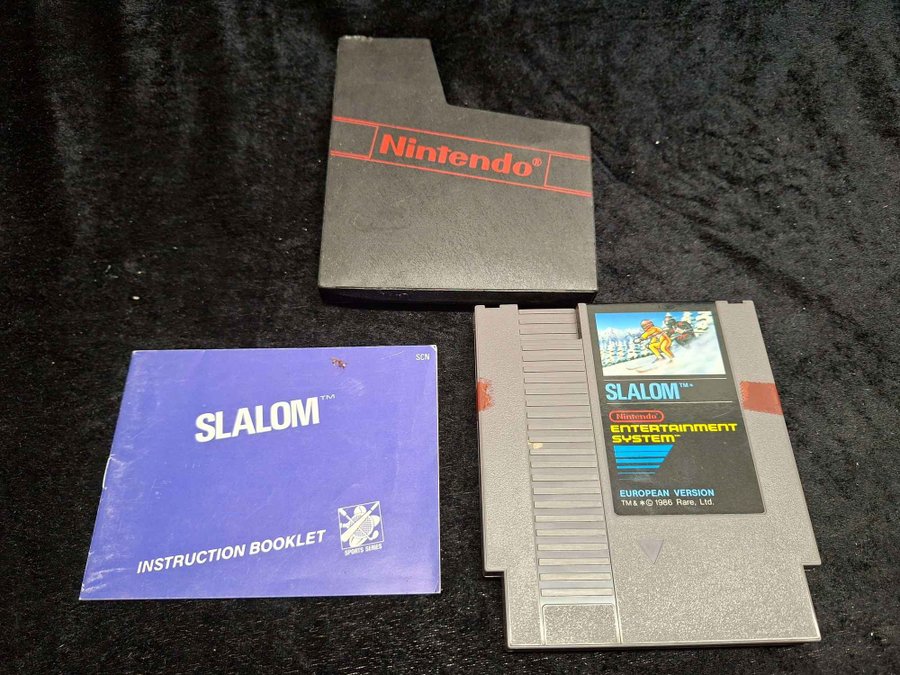 Nintendo®
SCN
SLALOM™
INSTRUCTION BOOKLET
SPORTS SERIES
SLALOM™*
Nintendo
ENTERTAINMENT
SYSTEM™
EUROPEAN VERSION
TM & *© 1986 Rare, Ltd.